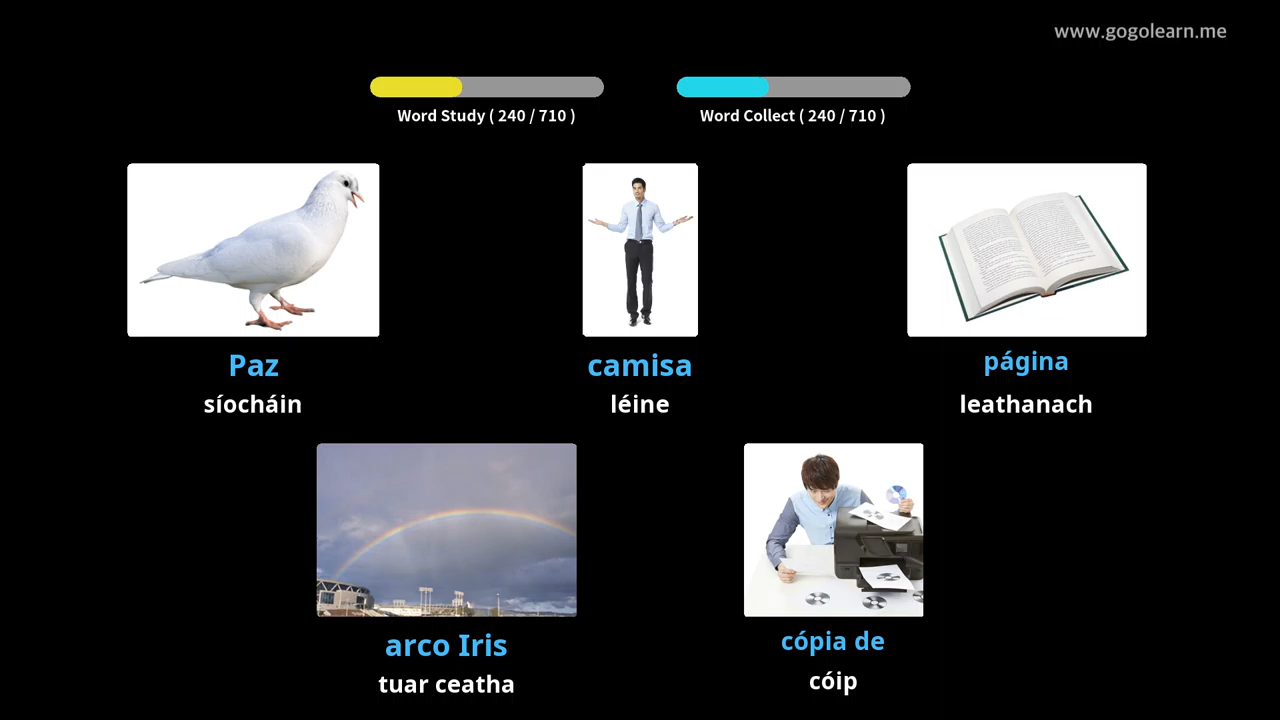 www.gogolearn.me
Word Study ( 240 / 710 )
Word Collect ( 240 / 710 )
Paz
síocháin
camisa
léine
página
leathanach
arco Iris
tuar ceatha
cópia de
cóip